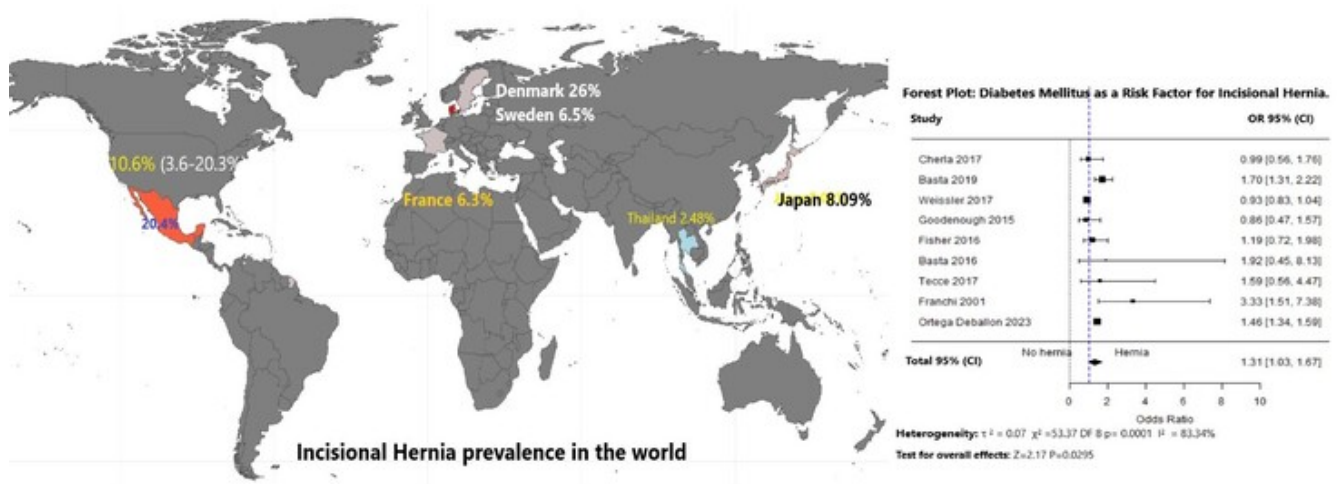 Denmark 26%
Sweden 6.5%
10.6% (3.6-20.3%
France 6.3%
Japan 8.09%
20.4%
Thailand 2.48%
Incisional Hernia prevalence in the world
Forest Plot: Diabetes Mellitus as a Risk Factor for Incisional Hernia.
Study OR 95% (CI)
Cherla 2017 0.99 [0.56, 1.76]
Basta 2019 1.70 [1.31, 2.22]
Weissler 2017 0.93 [0.83, 1.04]
Goodenough 2015 0.86 [0.47, 1.57]
Fisher 2016 1.19 [0.72, 1.98]
Basta 2016 1.92 [0.45, 8.13]
Tecce 2017 1.59 [0.56, 4.47]
Franchi 2001 3.33 [1.51, 7.38]
Ortega Deballon 2023 1.46 [1.34, 1.59]
No hernia Hernia
Total 95% (CI) 1.31 [1.03, 1.67]
0 2 4 6 8 10
Odds Ratio
Heterogeneity: τ² = 0.07 χ² =53.37 DF 8 p= 0.0001 I² = 83.34%
Test for overall effects: Z=2.17 P=0.0295